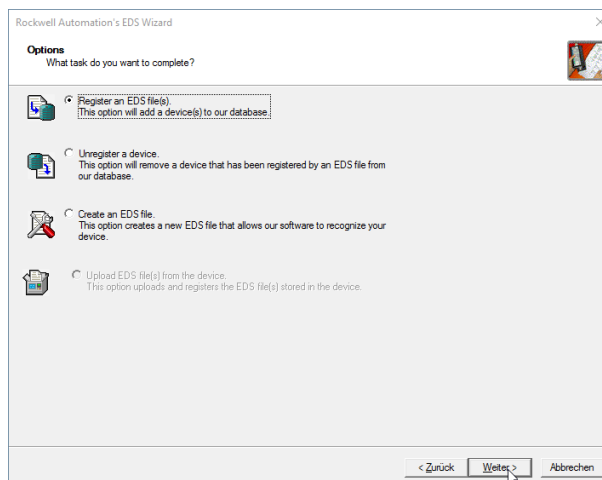 Rockwell Automation's EDS Wizard
Options
What task do you want to complete?
Register an EDS file(s).
This option will add a device(s) to our database.
Unregister a device.
This option will remove a device that has been registered by an EDS file from
our database.
Create an EDS file.
This option creates a new EDS file that allows our software to recognize your
device.
Upload EDS file(s) from the device.
This option uploads and registers the EDS file(s) stored in the device.
< Zurück
Weiter >
Abbrechen